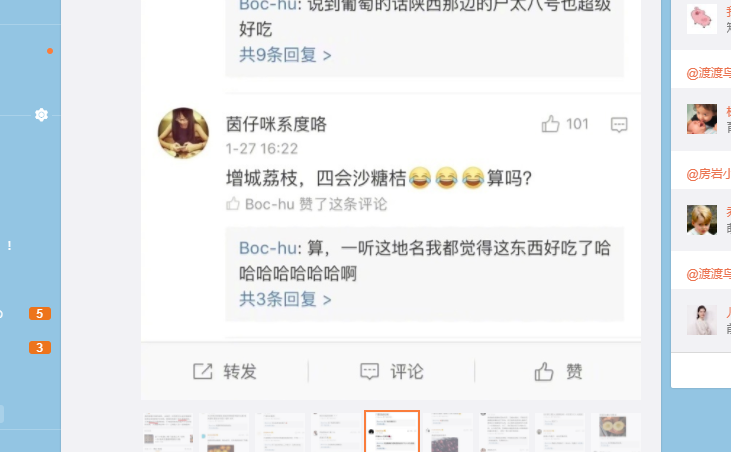 Boc-hu: 说到葡萄的话陕西那边的户太八号也超级
好吃
共9条回复 >
茵仔咪系度咯
101
1-27 16:22
增城荔枝，四会沙糖桔😂😂😂算吗?
Boc-hu 赞了这条评论
Boc-hu: 算，一听这地名我都觉得这东西好吃了哈
哈哈哈哈哈哈啊
共3条回复 >
转发
评论
赞
!
5
3
@渡渡鸟
@房岩小
@渡渡鸟